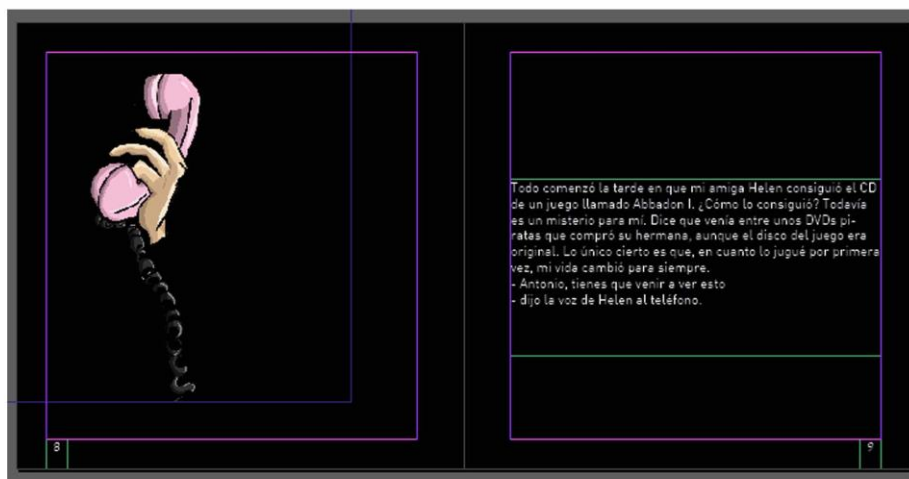 Todo comenzó la tarde en que mi amiga Helen consiguió el CD
de un juego llamado Abbadon I. ¿Cómo lo consiguió? Todavía
es un misterio para mí. Dice que venía entre unos DVDs pi-
ratas que compró su hermana, aunque el disco del juego era
original. Lo único cierto es que, en cuanto lo jugué por primera
vez, mi vida cambió para siempre.
- Antonio, tienes que venir a ver esto
- dijo la voz de Helen al teléfono.
8
9